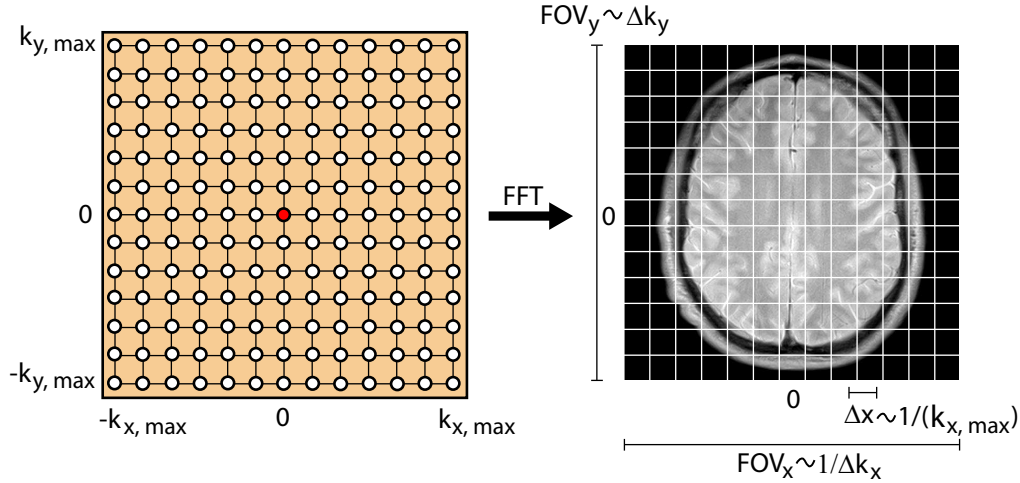 FOVy ~ Δky
ky, max
0
-ky, max
-kx, max
0
kx, max
FFT
0
0
Δx ~ 1/(kx, max)
FOVx ~ 1/Δkx